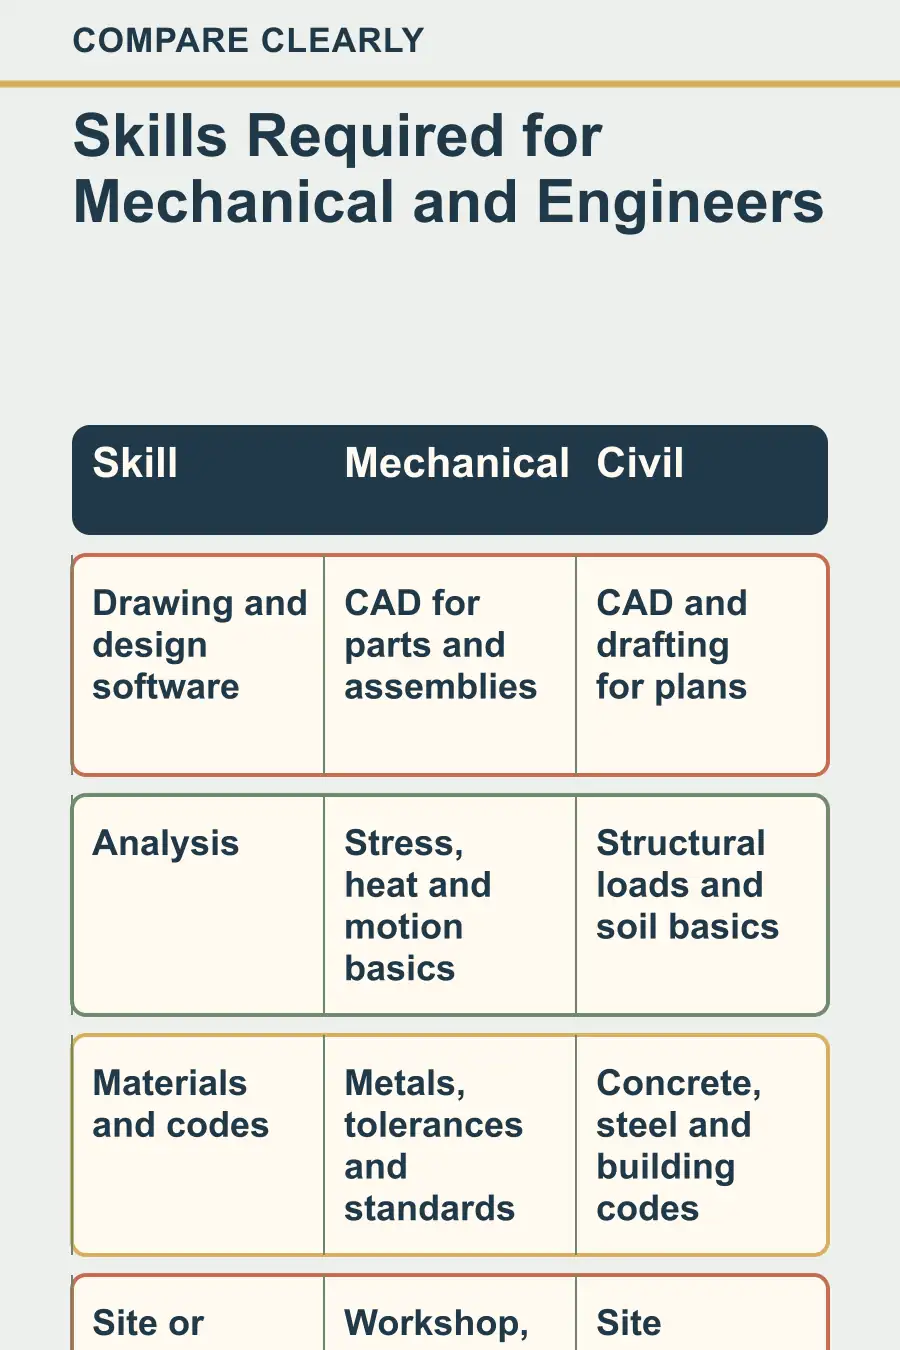 COMPARE CLEARLY
Skills Required for
Mechanical and Engineers
Skill Mechanical Civil
Drawing and
design
software
CAD for
parts and
assemblies
CAD and
drafting
for plans
Analysis
Stress,
heat and
motion
basics
Structural
loads and
soil basics
Materials
and codes
Metals,
tolerances
and
standards
Concrete,
steel and
building
codes
Site or
Workshop,
Site